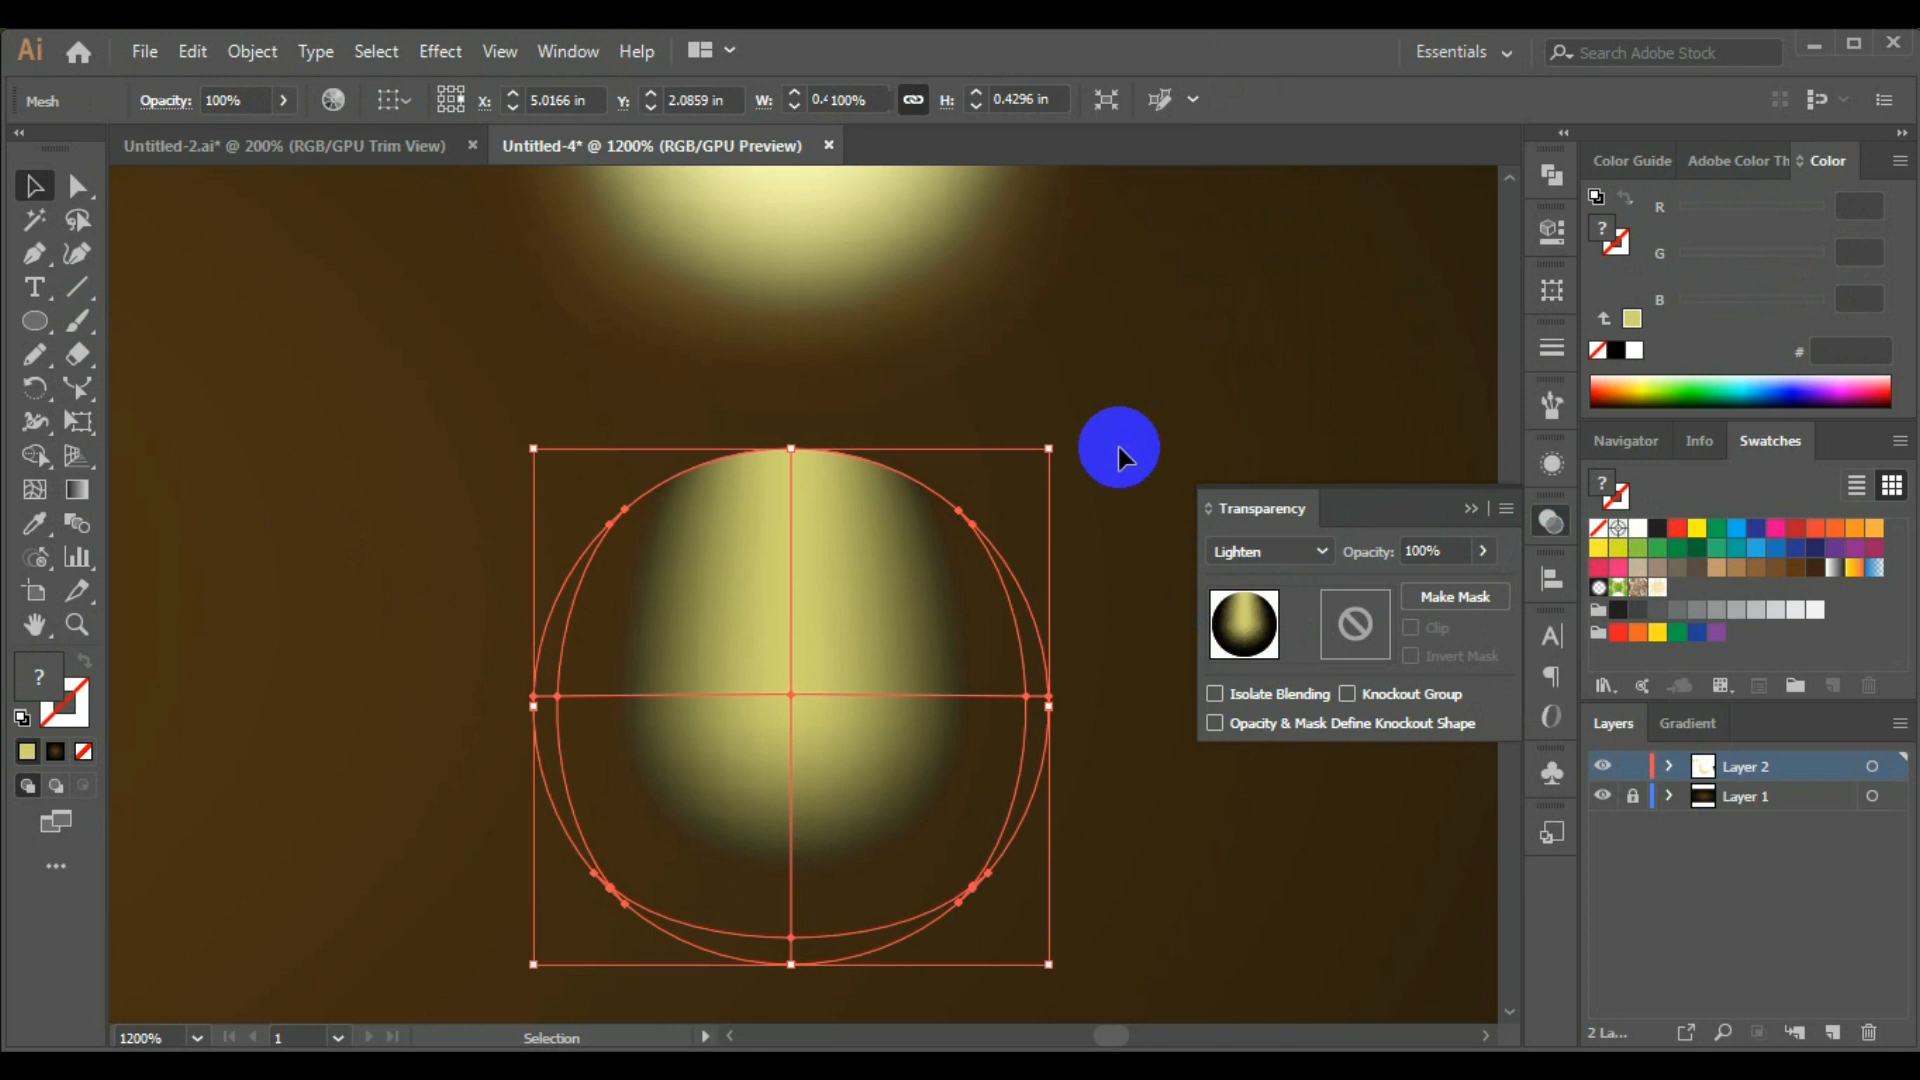 Ai File Edit Object Type Select Effect View Window Help Essentials Search Adobe Stock
Mesh Opacity: 100% X: 5.0166 in Y: 2.0859 in W: 100% H: 0.4296 in
Untitled-2.ai* @ 200% (RGB/GPU Trim View) Untitled-4* @ 1200% (RGB/GPU Preview)
Color Guide Adobe Color Th Color
R
G
B
#
Navigator Info Swatches
Transparency
Lighten Opacity: 100%
Make Mask
Clip
Invert Mask
Isolate Blending Knockout Group
Opacity & Mask Define Knockout Shape
Layers Gradient
Layer 2
Layer 1
2 La...
1200% 1 Selection